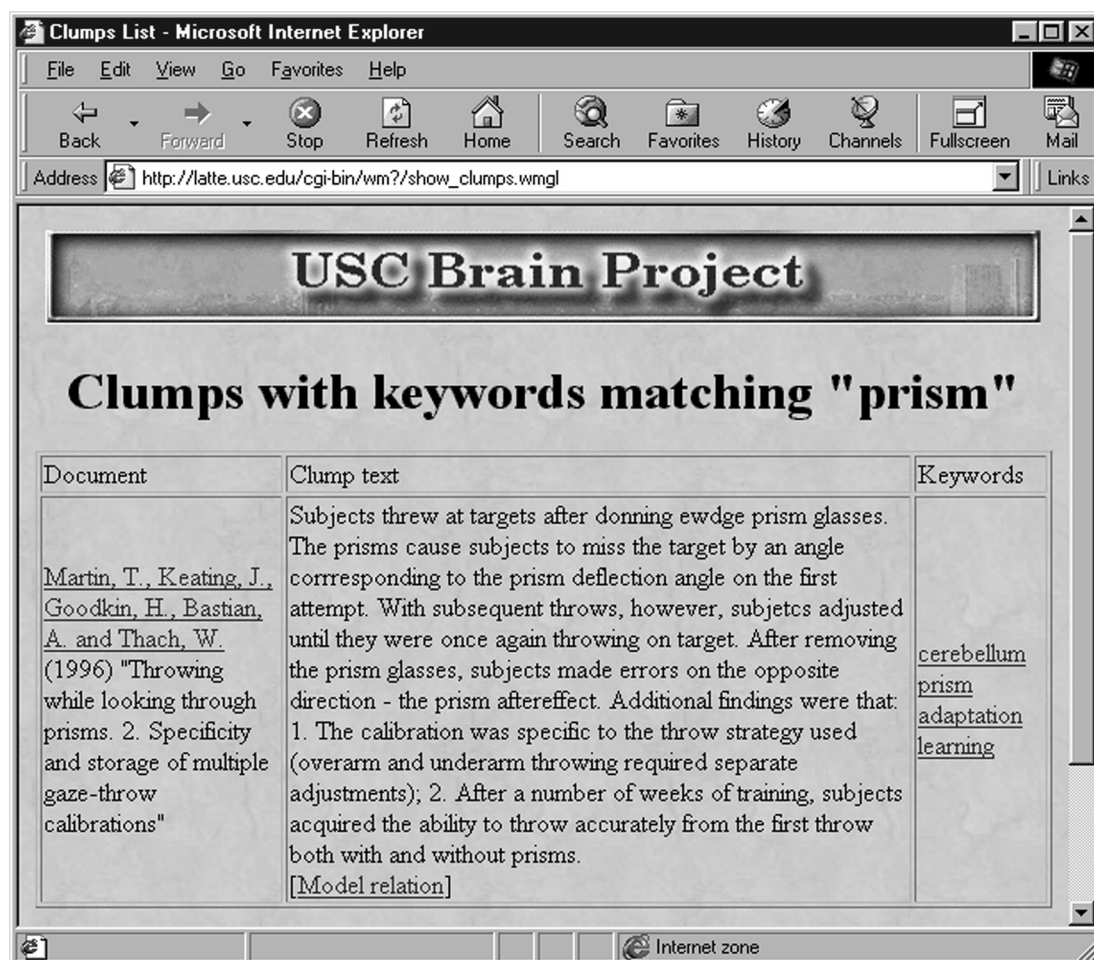 Clumps List - Microsoft Internet Explorer
File Edit View Go Favorites Help
Back Forward Stop Refresh Home Search Favorites History Channels Fullscreen Mail
Address http://latte.usc.edu/cgi-bin/wm?/show_clumps.wmgl Links
USC Brain Project
Clumps with keywords matching "prism"
Document
Clump text
Keywords
Martin, T., Keating, J.,
Goodkin, H., Bastian,
A. and Thach, W.
(1996) "Throwing
while looking through
prisms. 2. Specificity
and storage of multiple
gaze-throw
calibrations"
Subjects threw at targets after donning ewdge prism glasses.
The prisms cause subjects to miss the target by an angle
corrresponding to the prism deflection angle on the first
attempt. With subsequent throws, however, subjetcs adjusted
until they were once again throwing on target. After removing
the prism glasses, subjects made errors on the opposite
direction - the prism aftereffect. Additional findings were that:
1. The calibration was specific to the throw strategy used
(overarm and underarm throwing required separate
adjustments); 2. After a number of weeks of training, subjects
acquired the ability to throw accurately from the first throw
both with and without prisms.
[Model relation]
cerebellum
prism
adaptation
learning
Internet zone